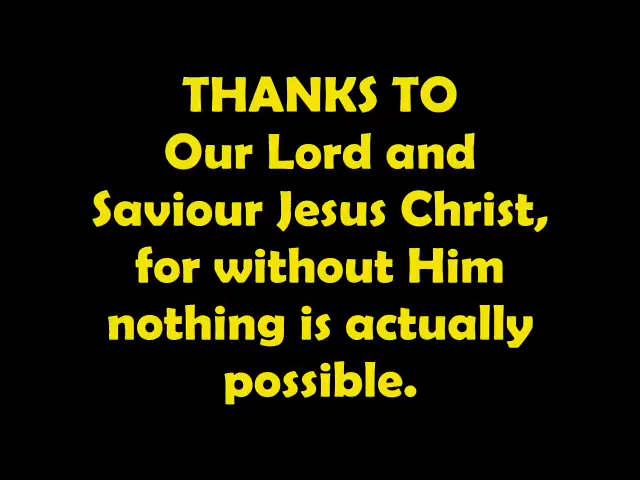 THANKS TO
Our Lord and
Saviour Jesus Christ,
for without Him
nothing is actually
possible.